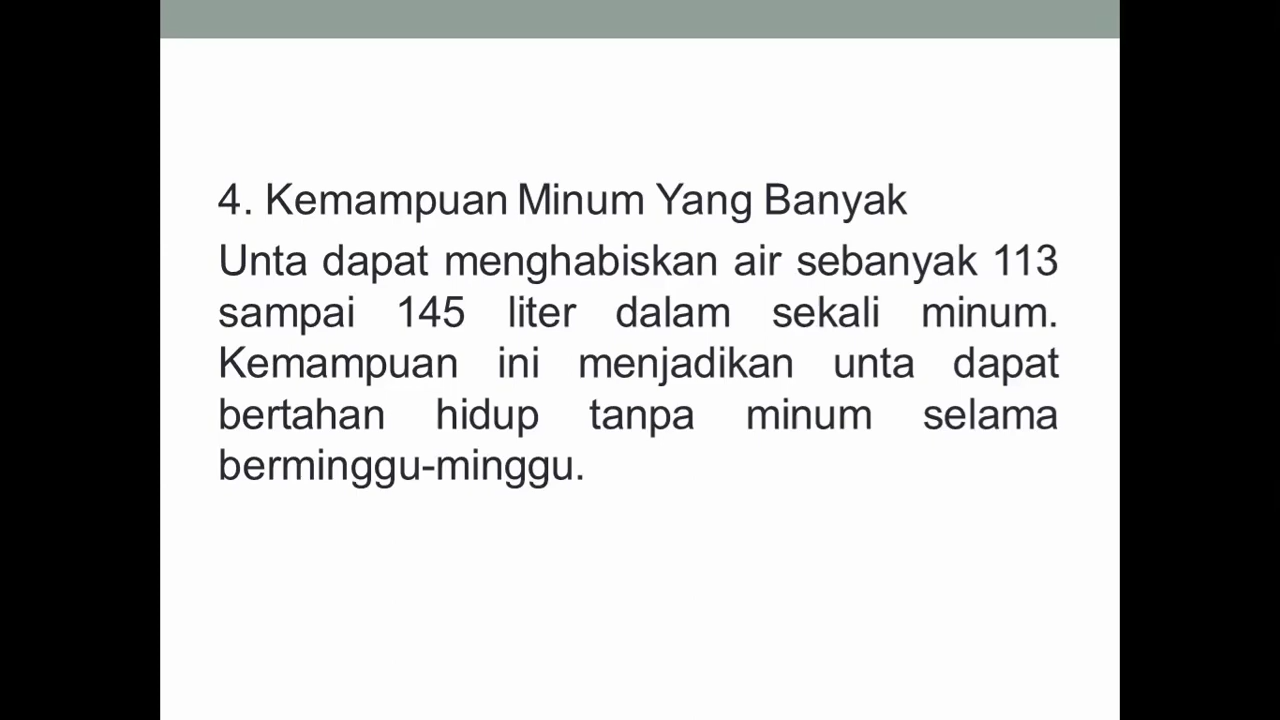 4. Kemampuan Minum Yang Banyak
Unta dapat menghabiskan air sebanyak 113
sampai 145 liter dalam sekali minum.
Kemampuan ini menjadikan unta dapat
bertahan hidup tanpa minum selama
berminggu-minggu.